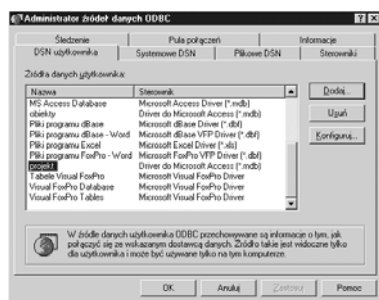 Administrator źródeł danych ODBC
Śledzenie Pula połączeń Informacje
DSN użytkownika Systemowe DSN Plikowe DSN Sterowniki
Źródła danych użytkownika:
Nazwa Sterownik
MS Access Database Microsoft Access Driver (*.mdb)
obiekty Driver do Microsoft Access (*.mdb)
Pliki programu dBase Microsoft dBase Driver (*.dbf)
Pliki programu dBase - Word Microsoft dBase VFP Driver (*.dbf)
Pliki programu Excel Microsoft Excel Driver (*.xls)
Pliki programu FoxPro - Word Microsoft FoxPro VFP Driver (*.dbf)
projekt Driver do Microsoft Access (*.mdb)
Tabele Visual FoxPro Microsoft Visual FoxPro Driver
Visual FoxPro Database Microsoft Visual FoxPro Driver
Visual FoxPro Tables Microsoft Visual FoxPro Driver
Dodaj...
Usuń
Konfiguruj...
W źródle danych użytkownika ODBC przechowywane są informacje o tym, jak
połączyć się ze wskazanym dostawcą danych. Źródło takie jest widoczne tylko
dla użytkownika i może być używane tylko na tym komputerze.
OK Anuluj Zastosuj Pomoc